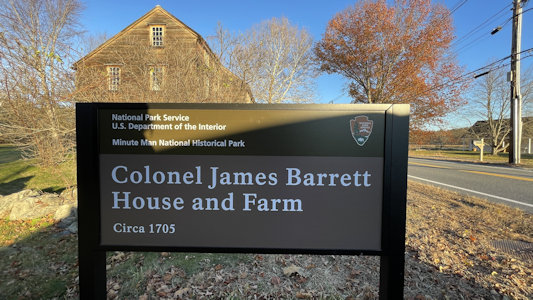 National Park Service
U.S. Department of the Interior
Minute Man National Historical Park
Colonel James Barrett
House and Farm
Circa 1705